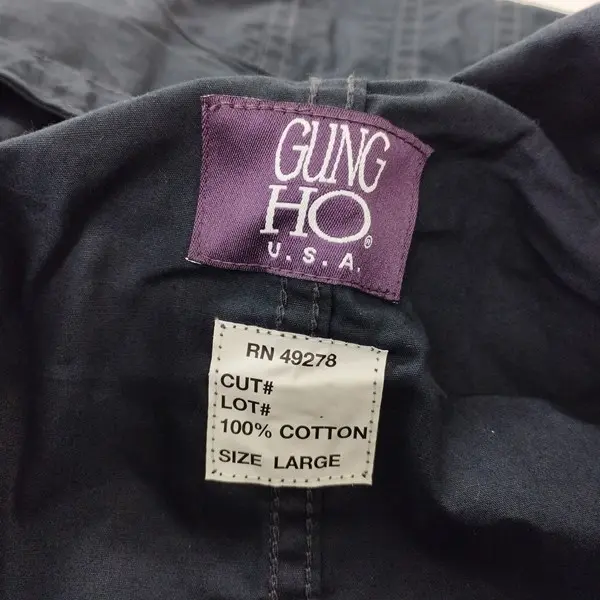 GUNG
HO®
U.S.A.
RN 49278
CUT#
LOT#
100% COTTON
SIZE LARGE